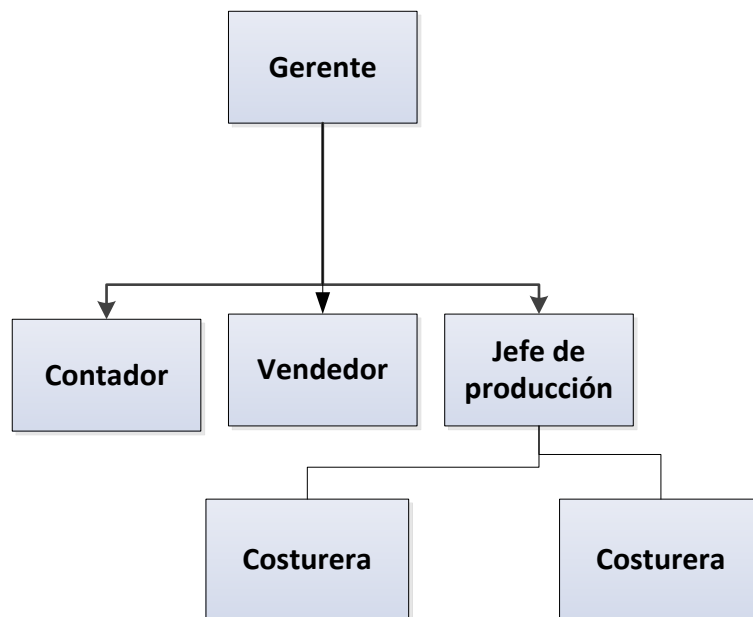 Gerente
Contador
Vendedor
Jefe de
producción
Costurera
Costurera